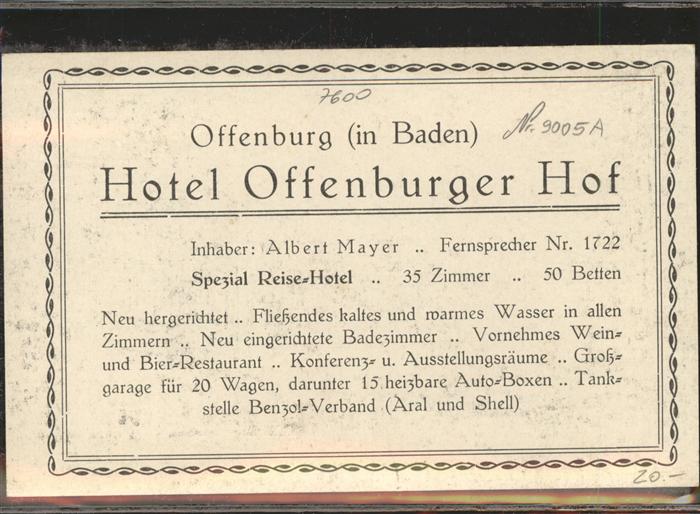 7600
Offenburg (in Baden)
Nr. 9005A
Hotel Offenburger Hof
Inhaber: Albert Mayer .. Fernsprecher Nr. 1722
Spezial Reise=Hotel .. 35 Zimmer .. 50 Betten
Neu hergerichtet .. Fließendes kaltes und warmes Wasser in allen
Zimmern .. Neu eingerichtete Badezimmer .. Vornehmes Wein=
und Bier=Restaurant .. Konferenz= u. Ausstellungsräume .. Groß=
garage für 20 Wagen, darunter 15 heizbare Auto=Boxen .. Tank=
stelle Benzol=Verband (Aral und Shell)
20.-